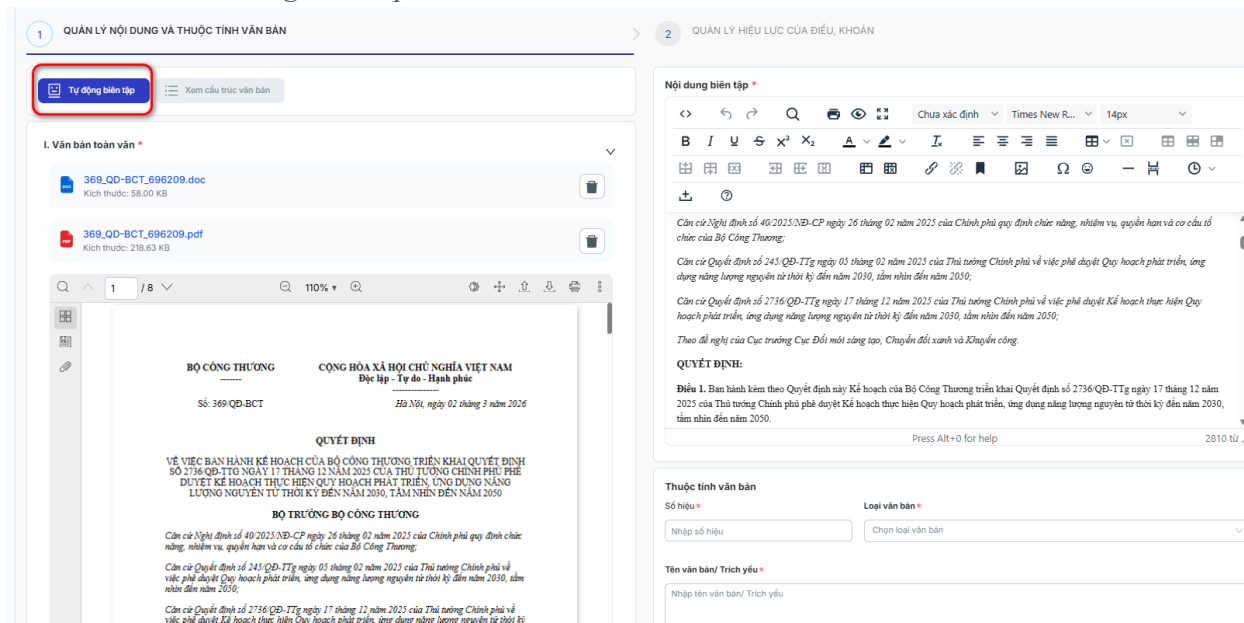 1 QUẢN LÝ NỘI DUNG VÀ THUỘC TÍNH VĂN BẢN
2 QUẢN LÝ HIỆU LỰC CỦA ĐIỀU, KHOẢN
Tự động biên tập
Xem cấu trúc văn bản
I. Văn bản toàn văn *
369_QD-BCT_696209.doc
Kích thước: 58.00 KB
369_QD-BCT_696209.pdf
Kích thước: 218.63 KB
1 / 8
110%
BỘ CÔNG THƯƠNG
-------
CỘNG HÒA XÃ HỘI CHỦ NGHĨA VIỆT NAM
Độc lập - Tự do - Hạnh phúc
---------------
Số: 369/QĐ-BCT
Hà Nội, ngày 02 tháng 3 năm 2026
QUYẾT ĐỊNH
VỀ VIỆC BAN HÀNH KẾ HOẠCH CỦA BỘ CÔNG THƯƠNG TRIỂN KHAI QUYẾT ĐỊNH
SỐ 2736/QĐ-TTG NGÀY 17 THÁNG 12 NĂM 2025 CỦA THỦ TƯỚNG CHÍNH PHỦ PHÊ
DUYỆT KẾ HOẠCH THỰC HIỆN QUY HOẠCH PHÁT TRIỂN, ỨNG DỤNG NĂNG
LƯỢNG NGUYÊN TỬ THỜI KỲ ĐẾN NĂM 2030, TẦM NHÌN ĐẾN NĂM 2050
BỘ TRƯỞNG BỘ CÔNG THƯƠNG
Căn cứ Nghị định số 40/2025/NĐ-CP ngày 26 tháng 02 năm 2025 của Chính phủ quy định chức
năng, nhiệm vụ, quyền hạn và cơ cấu tổ chức của Bộ Công Thương;
Căn cứ Quyết định số 245/QĐ-TTg ngày 05 tháng 02 năm 2025 của Thủ tướng Chính phủ về
việc phê duyệt Quy hoạch phát triển, ứng dụng năng lượng nguyên tử thời kỳ đến năm 2030, tầm
nhìn đến năm 2050;
Căn cứ Quyết định số 2736/QĐ-TTg ngày 17 tháng 12 năm 2025 của Thủ tướng Chính phủ về
việc phê duyệt Kế hoạch thực hiện Quy hoạch phát triển, ứng dụng năng lượng nguyên tử thời kỳ
Nội dung biên tập *
Chưa xác định
Times New R...
14px
Căn cứ Nghị định số 40/2025/NĐ-CP ngày 26 tháng 02 năm 2025 của Chính phủ quy định chức năng, nhiệm vụ, quyền hạn và cơ cấu tổ
chức của Bộ Công Thương;
Căn cứ Quyết định số 245/QĐ-TTg ngày 05 tháng 02 năm 2025 của Thủ tướng Chính phủ về việc phê duyệt Quy hoạch phát triển, ứng
dụng năng lượng nguyên tử thời kỳ đến năm 2030, tầm nhìn đến năm 2050;
Căn cứ Quyết định số 2736/QĐ-TTg ngày 17 tháng 12 năm 2025 của Thủ tướng Chính phủ về việc phê duyệt Kế hoạch thực hiện Quy
hoạch phát triển, ứng dụng năng lượng nguyên tử thời kỳ đến năm 2030, tầm nhìn đến năm 2050;
Theo đề nghị của Cục trưởng Cục Đổi mới sáng tạo, Chuyển đổi xanh và Khuyến công.
QUYẾT ĐỊNH:
Điều 1. Ban hành kèm theo Quyết định này Kế hoạch của Bộ Công Thương triển khai Quyết định số 2736/QĐ-TTg ngày 17 tháng 12 năm
2025 của Thủ tướng Chính phủ phê duyệt Kế hoạch thực hiện Quy hoạch phát triển, ứng dụng năng lượng nguyên tử thời kỳ đến năm 2030,
tầm nhìn đến năm 2050.
Press Alt+0 for help
2810 từ
Thuộc tính văn bản
Số hiệu *
Loại văn bản *
Nhập số hiệu
Chọn loại văn bản
Tên văn bản/ Trích yếu *
Nhập tên văn bản/ Trích yếu